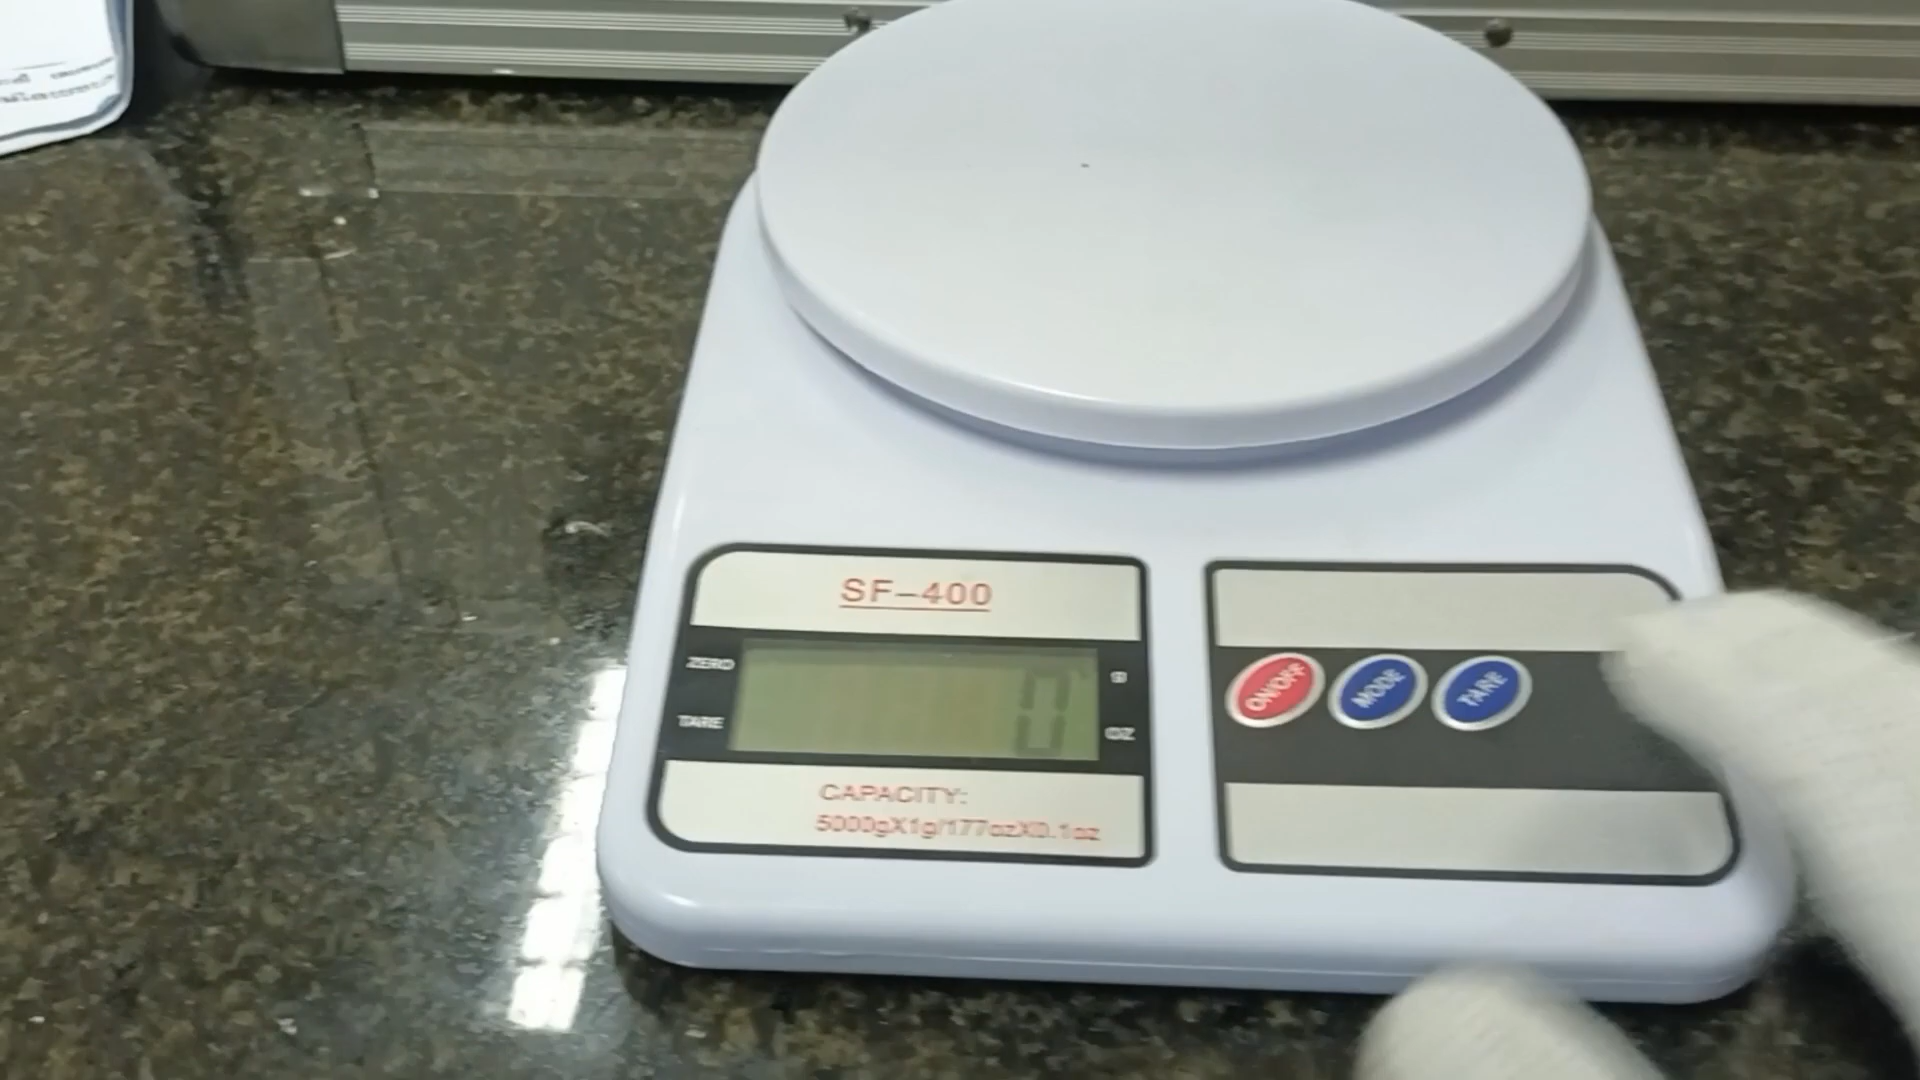 SF-400
ZERO
g
0
TARE
OZ
ON/OFF
MODE
TARE
CAPACITY:
5000gX1g/177ozX0.1oz